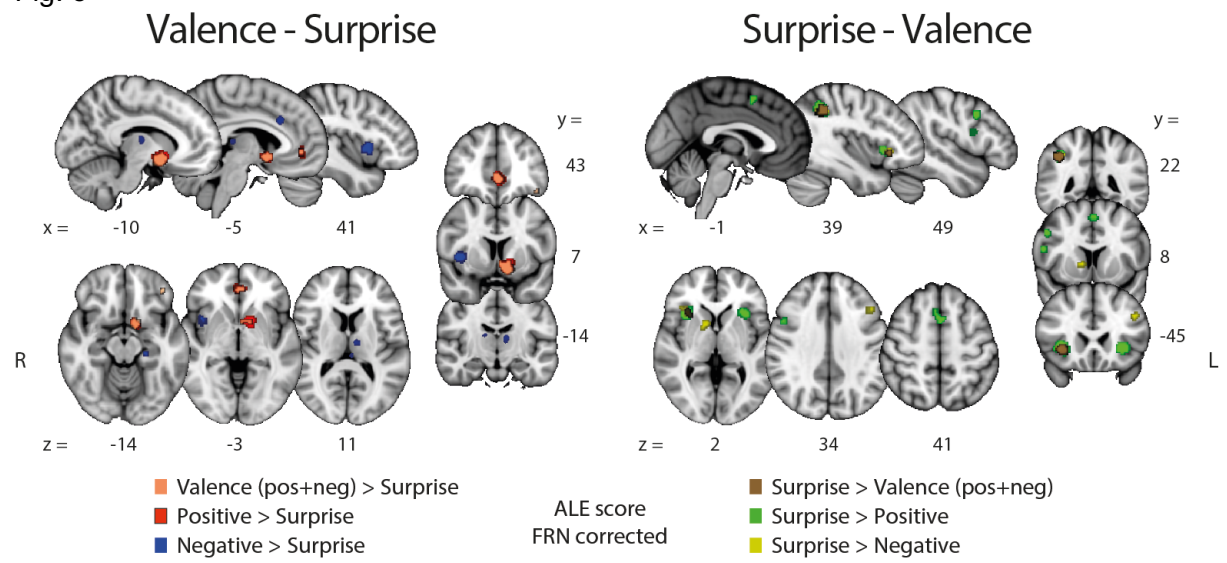 Valence - Surprise
Surprise - Valence
y =
43
x = -10 -5 41
7
-14
R
z = -14 -3 11
y =
22
x = -1 39 49
8
-45
L
z = 2 34 41
Valence (pos+neg) > Surprise
Positive > Surprise
Negative > Surprise
ALE score
FRN corrected
Surprise > Valence (pos+neg)
Surprise > Positive
Surprise > Negative